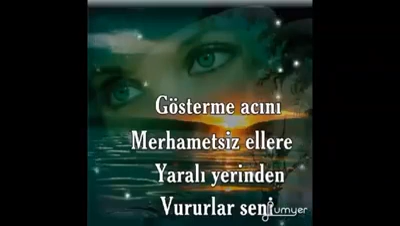 Gösterme acını
Merhametsiz ellere
Yaralı yerinden
Vururlar seni